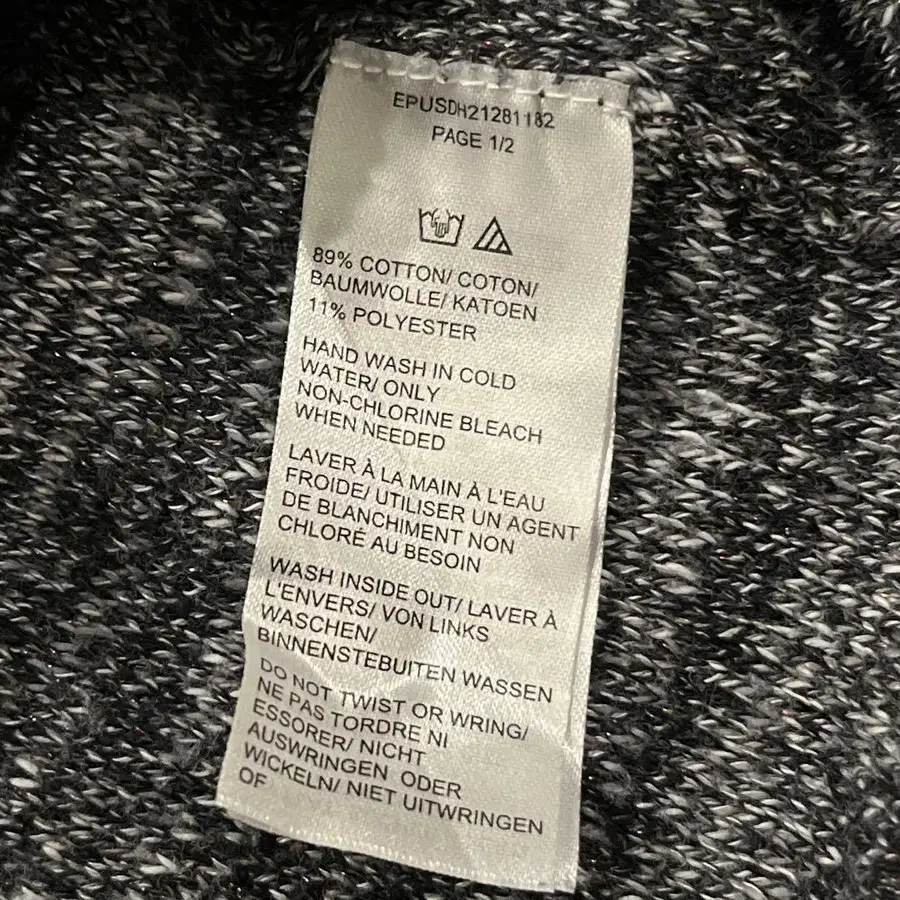 EPUSDH21281182
PAGE 1/2
89% COTTON/ COTON/
BAUMWOLLE/ KATOEN
11% POLYESTER
HAND WASH IN COLD
WATER/ ONLY
NON-CHLORINE BLEACH
WHEN NEEDED
LAVER À LA MAIN À L'EAU
FROIDE/ UTILISER UN AGENT
DE BLANCHIMENT NON
CHLORÉ AU BESOIN
WASH INSIDE OUT/ LAVER À
L'ENVERS/ VON LINKS
WASCHEN/
BINNENSTEBUITEN WASSEN
DO NOT TWIST OR WRING/
NE PAS TORDRE NI
ESSORER/ NICHT
AUSWRINGEN ODER
WICKELN/ NIET UITWRINGEN
OF